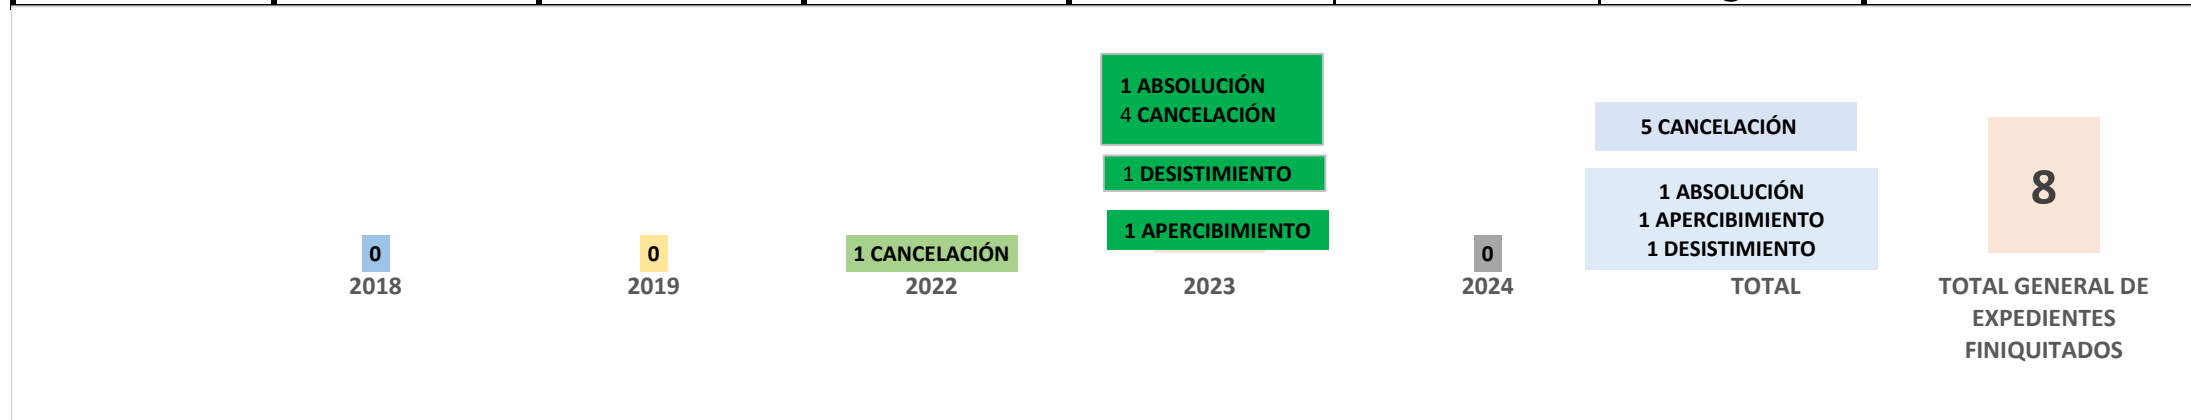 1 ABSOLUCIÓN
4 CANCELACIÓN
1 DESISTIMIENTO
1 APERCIBIMIENTO
5 CANCELACIÓN
1 ABSOLUCIÓN
1 APERCIBIMIENTO
1 DESISTIMIENTO
8
0
0
1 CANCELACIÓN
0
2018
2019
2022
2023
2024
TOTAL
TOTAL GENERAL DE
EXPEDIENTES
FINIQUITADOS